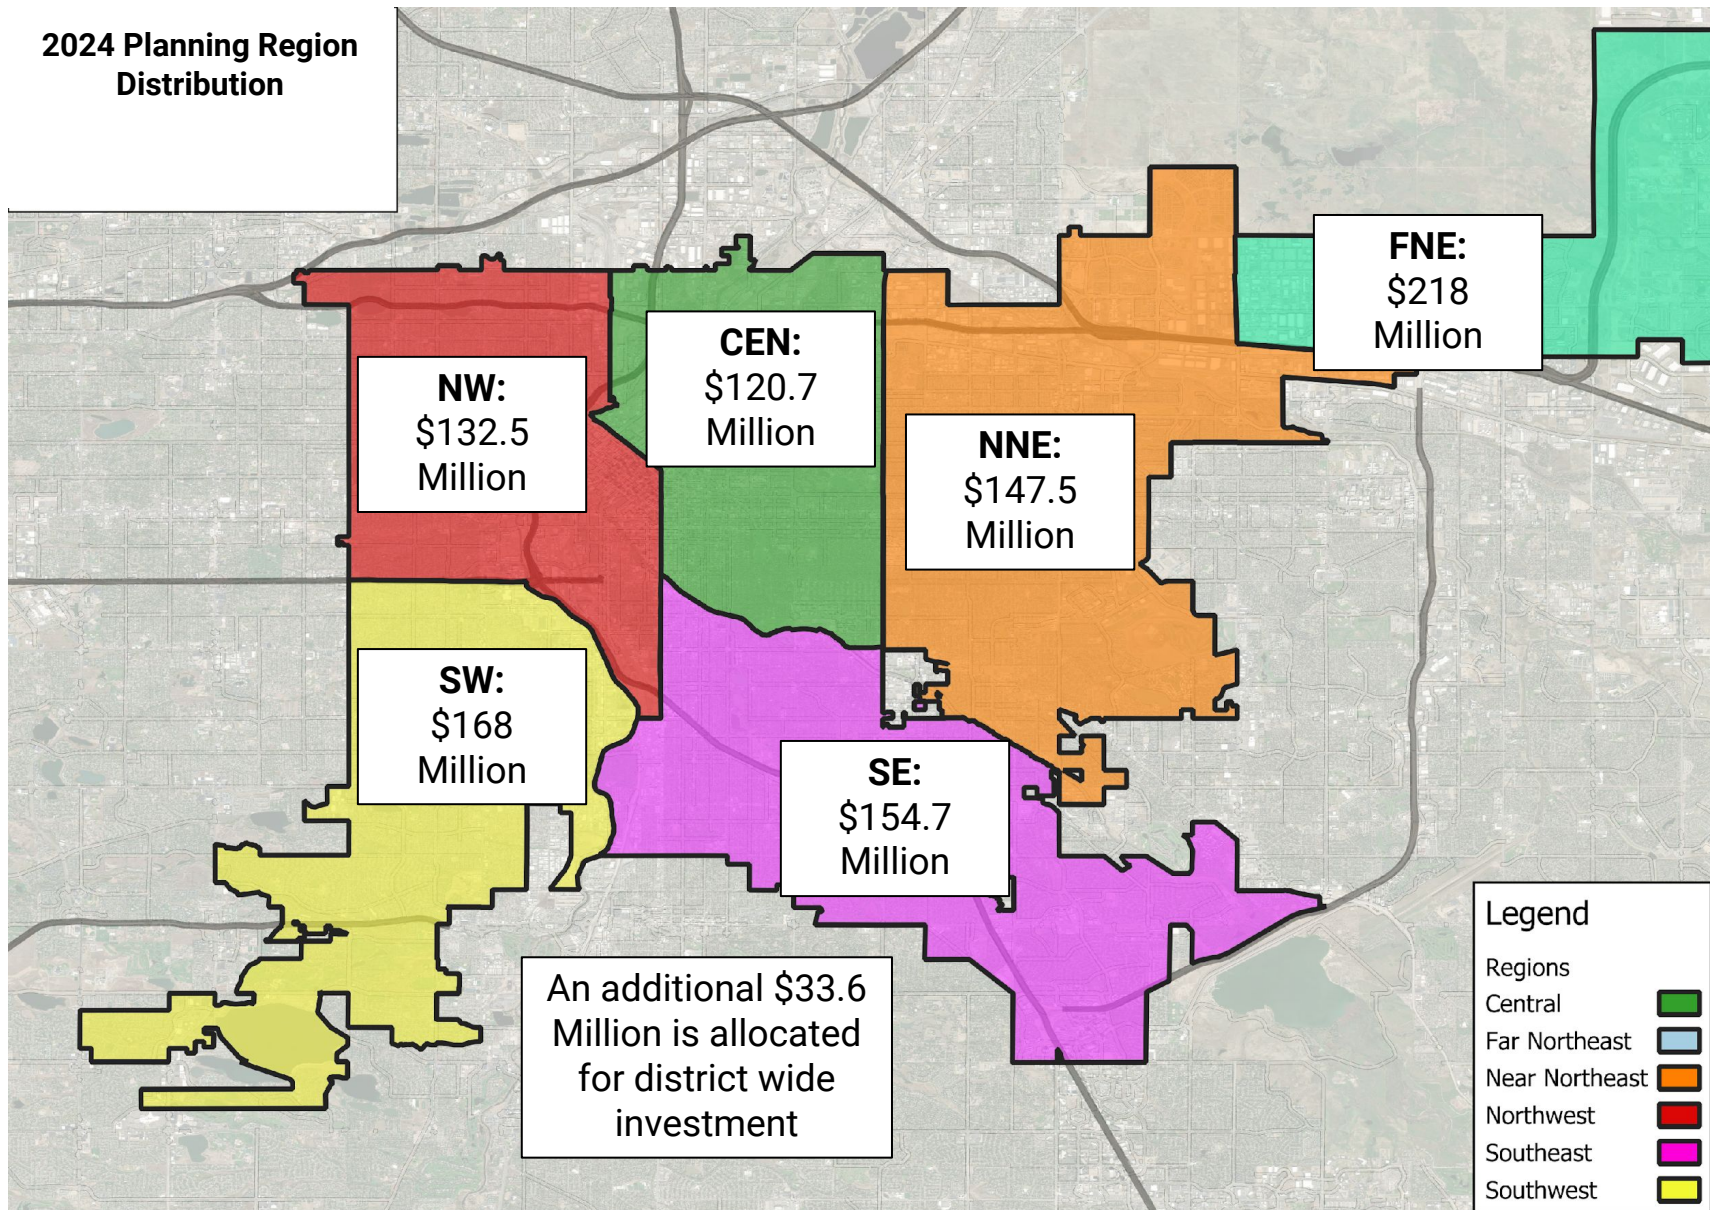 2024 Planning Region
Distribution
FNE:
$218
Million
CEN:
$120.7
Million
NW:
$132.5
Million
NNE:
$147.5
Million
SW:
$168
Million
SE:
$154.7
Million
An additional $33.6
Million is allocated
for district wide
investment
Legend
Regions
Central
Far Northeast
Near Northeast
Northwest
Southeast
Southwest